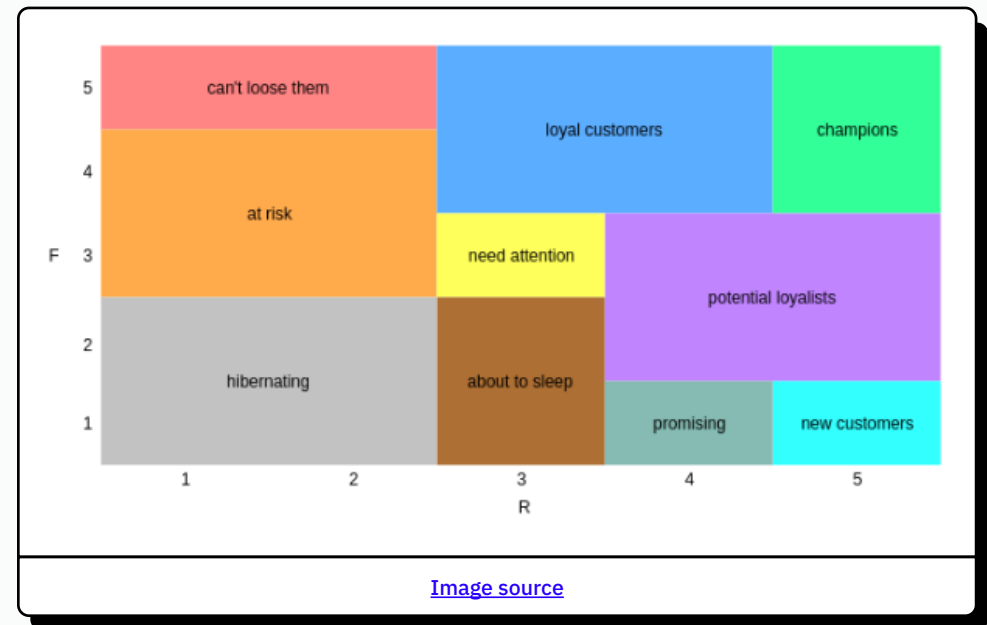 5
can't loose them
loyal customers
champions
4
at risk
F
3
need attention
potential loyalists
2
hibernating
about to sleep
1
promising
new customers
1
2
3
4
5
R
Image source